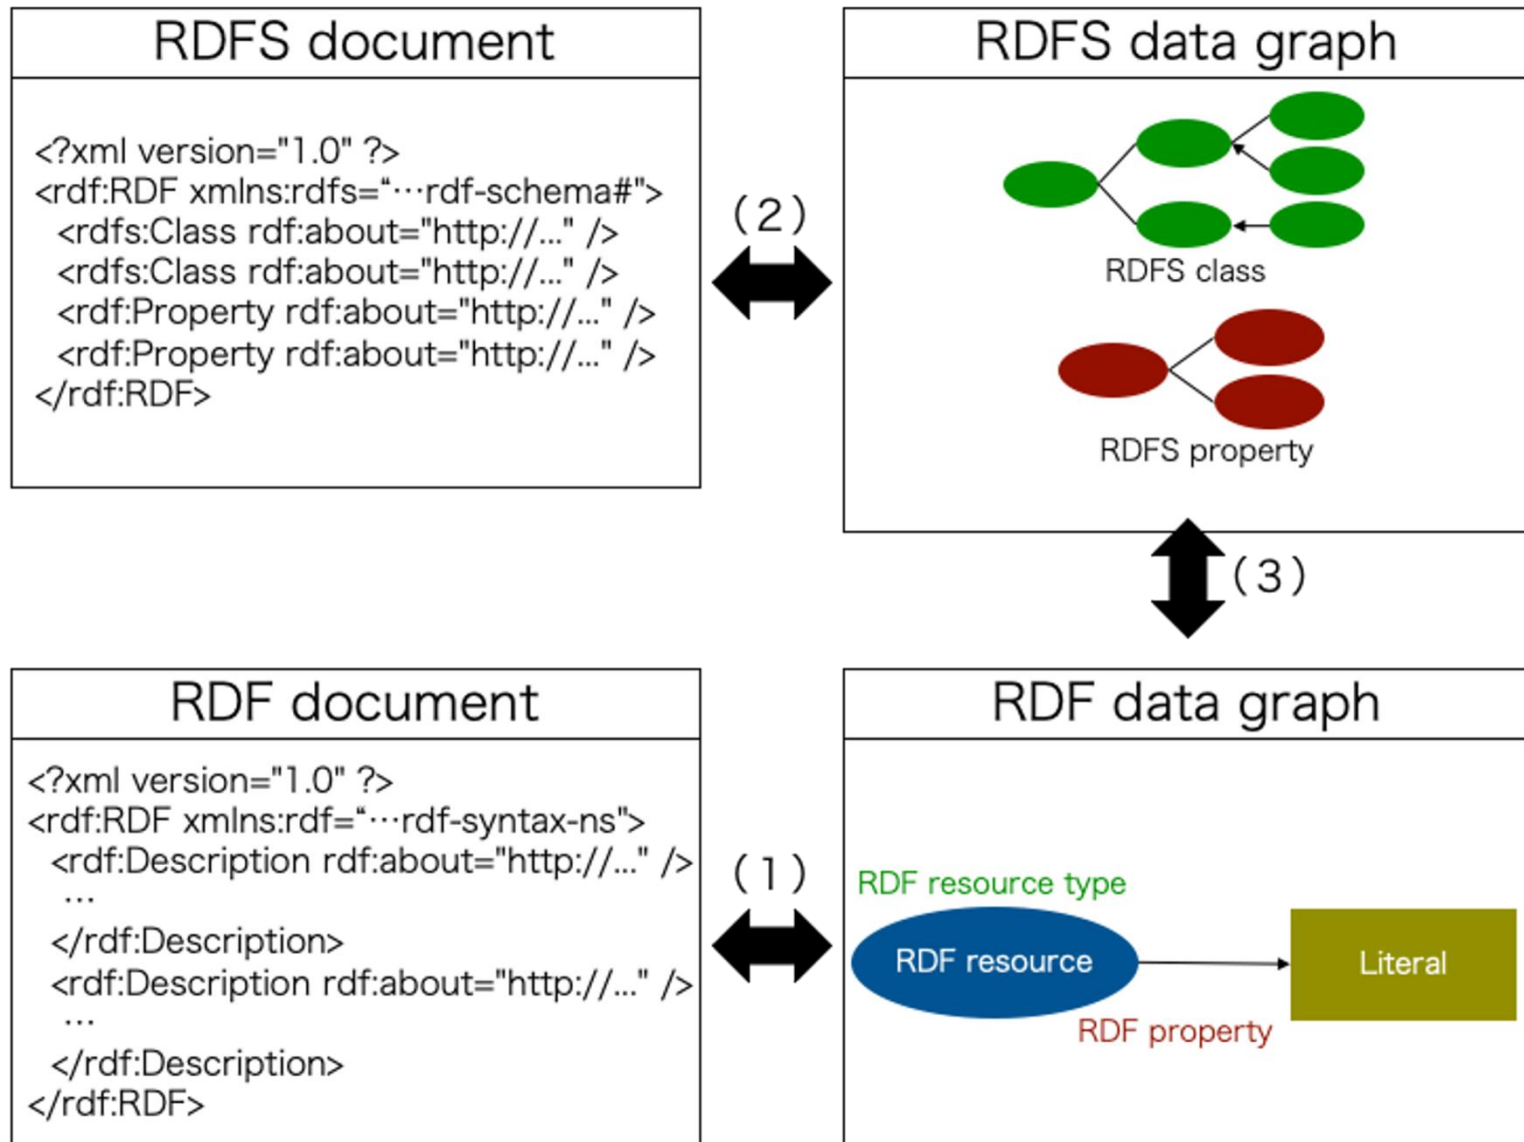 RDFS document
<?xml version="1.0" ?>
<rdf:RDF xmlns:rdfs=“…rdf-schema#">
<rdfs:Class rdf:about="http://..." />
<rdfs:Class rdf:about="http://..." />
<rdf:Property rdf:about="http://..." />
<rdf:Property rdf:about="http://..." />
</rdf:RDF>
(2)
RDFS data graph
RDFS class
RDFS property
(3)
RDF document
<?xml version="1.0" ?>
<rdf:RDF xmlns:rdf=“…rdf-syntax-ns">
<rdf:Description rdf:about="http://..." />
…
</rdf:Description>
<rdf:Description rdf:about="http://..." />
…
</rdf:Description>
</rdf:RDF>
(1)
RDF data graph
RDF resource type
RDF resource
Literal
RDF property